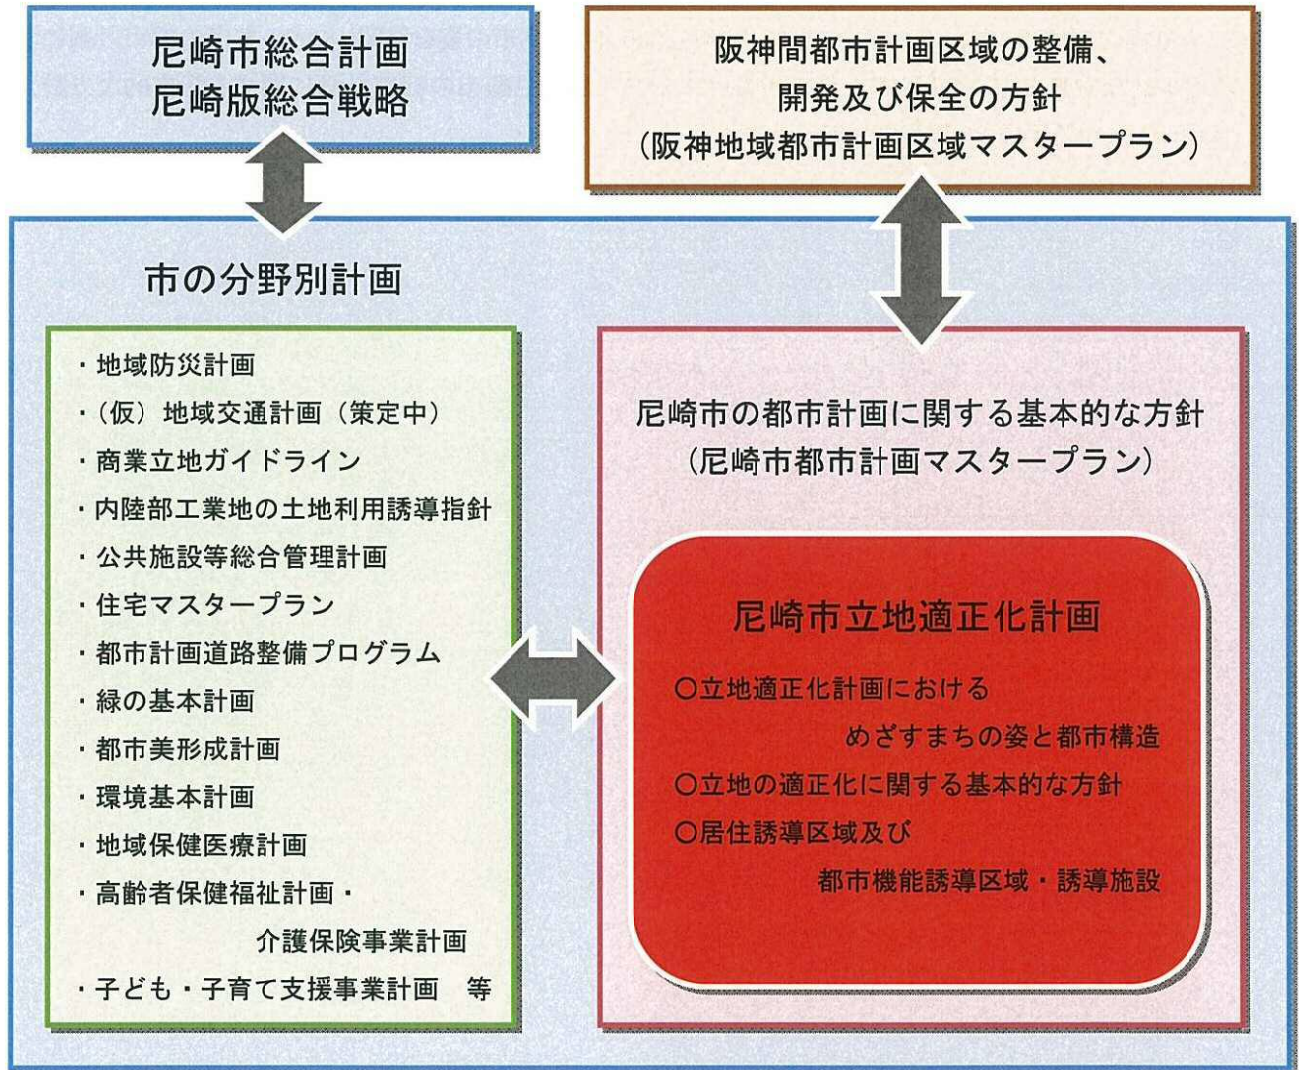 尼崎市総合計画
尼崎版総合戦略
阪神間都市計画区域の整備、
開発及び保全の方針
(阪神地域都市計画区域マスタープラン)
市の分野別計画
・地域防災計画
・(仮)地域交通計画(策定中)
・商業立地ガイドライン
・内陸部工業地の土地利用誘導指針
・公共施設等総合管理計画
・住宅マスタープラン
・都市計画道路整備プログラム
・緑の基本計画
・都市美形成計画
・環境基本計画
・地域保健医療計画
・高齢者保健福祉計画・
介護保険事業計画
・子ども・子育て支援事業計画 等
尼崎市の都市計画に関する基本的な方針
(尼崎市都市計画マスタープラン)
尼崎市立地適正化計画
〇立地適正化計画における
めざすまちの姿と都市構造
〇立地の適正化に関する基本的な方針
〇居住誘導区域及び
都市機能誘導区域・誘導施設